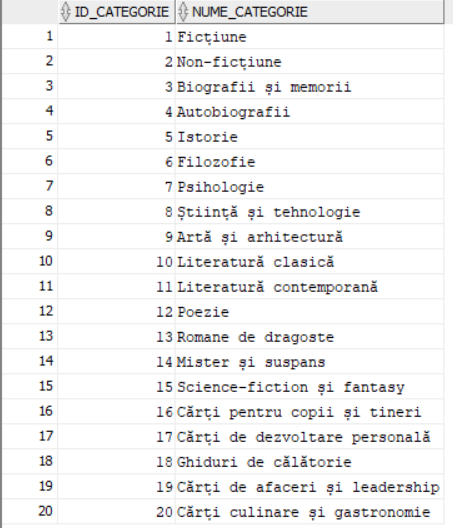 ID_CATEGORIE NUME_CATEGORIE
1 1 Ficțiune
2 2 Non-ficțiune
3 3 Biografii și memorii
4 4 Autobiografii
5 5 Istorie
6 6 Filozofie
7 7 Psihologie
8 8 Știință și tehnologie
9 9 Artă și arhitectură
10 10 Literatură clasică
11 11 Literatură contemporană
12 12 Poezie
13 13 Romane de dragoste
14 14 Mister și suspans
15 15 Science-fiction și fantasy
16 16 Cărți pentru copii și tineri
17 17 Cărți de dezvoltare personală
18 18 Ghiduri de călătorie
19 19 Cărți de afaceri și leadership
20 20 Cărți culinare și gastronomie